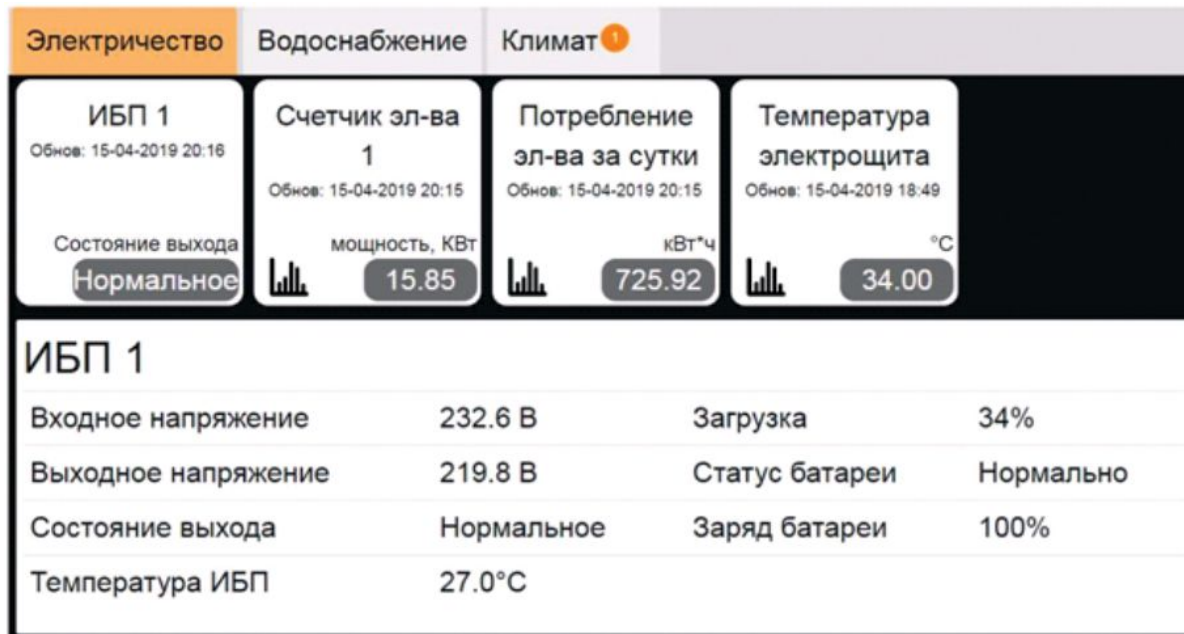 Электричество Водоснабжение Климат 1
ИБП 1
Обнов: 15-04-2019 20:16
Состояние выхода
Нормальное
Счетчик эл-ва
1
Обнов: 15-04-2019 20:15
мощность, КВт
15.85
Потребление
эл-ва за сутки
Обнов: 15-04-2019 20:15
кВт*ч
725.92
Температура
электрощита
Обнов: 15-04-2019 18:49
°C
34.00
ИБП 1
Входное напряжение 232.6 В Загрузка 34%
Выходное напряжение 219.8 В Статус батареи Нормально
Состояние выхода Нормальное Заряд батареи 100%
Температура ИБП 27.0°C